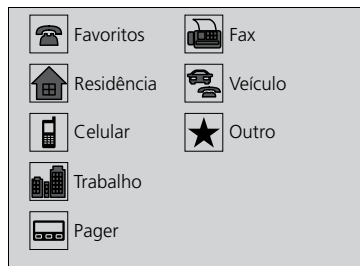 Favoritos
Residência
Celular
Trabalho
Pager
Fax
Veículo
Outro